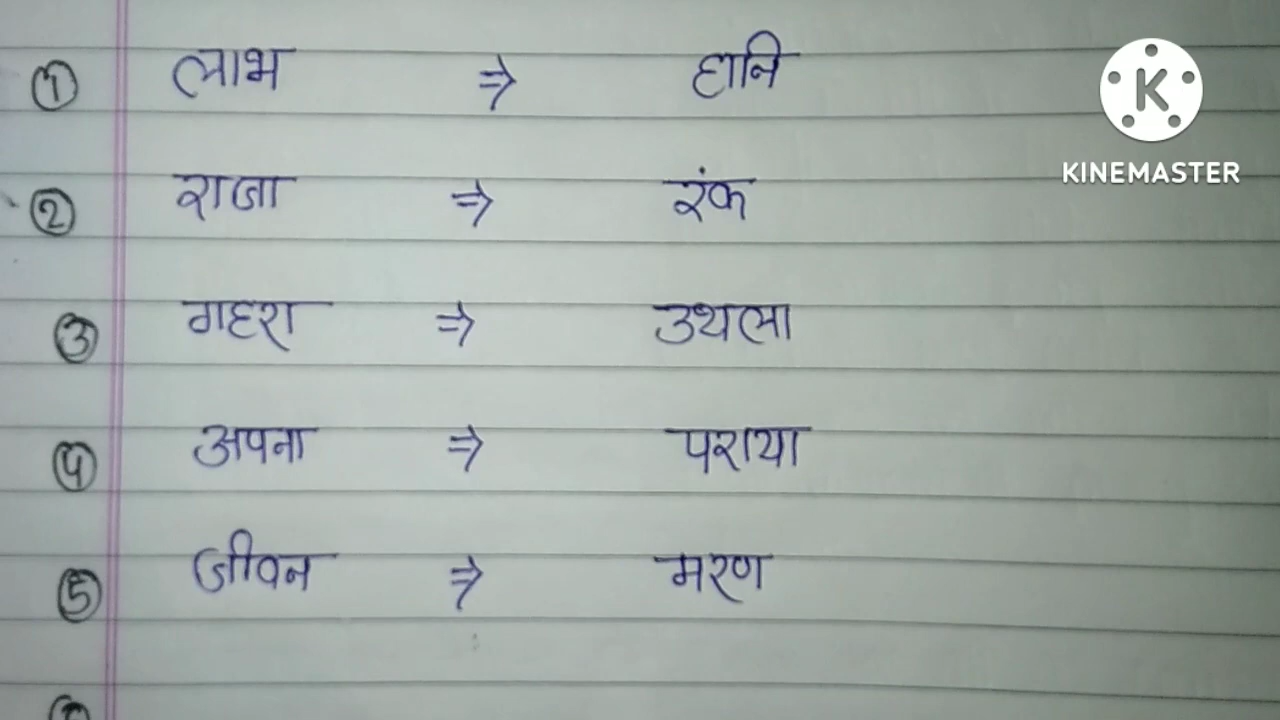 ① लाभ ⇒ हानि
② राजा ⇒ रंक
③ गहरा ⇒ उथला
④ अपना ⇒ पराया
⑤ जीवन ⇒ मरण
K
KINEMASTER